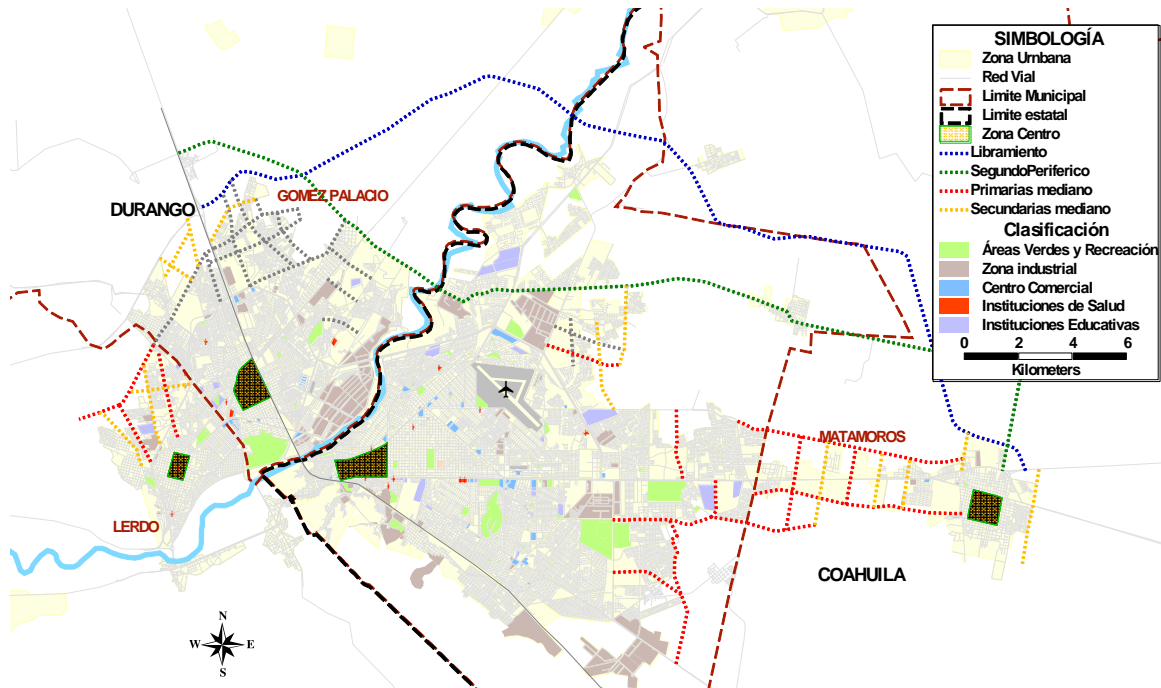 SIMBOLOGÍA
Zona Urnbana
Red Vial
Limite Municipal
Limite estatal
Zona Centro
Libramiento
SegundoPeriferico
Primarias mediano
Secundarias mediano
Clasificación
Áreas Verdes y Recreación
Zona industrial
Centro Comercial
Instituciones de Salud
Instituciones Educativas
0 2 4 6
Kilometers
DURANGO
GOMEZ PALACIO
MATAMOROS
LERDO
COAHUILA
N
W E
S